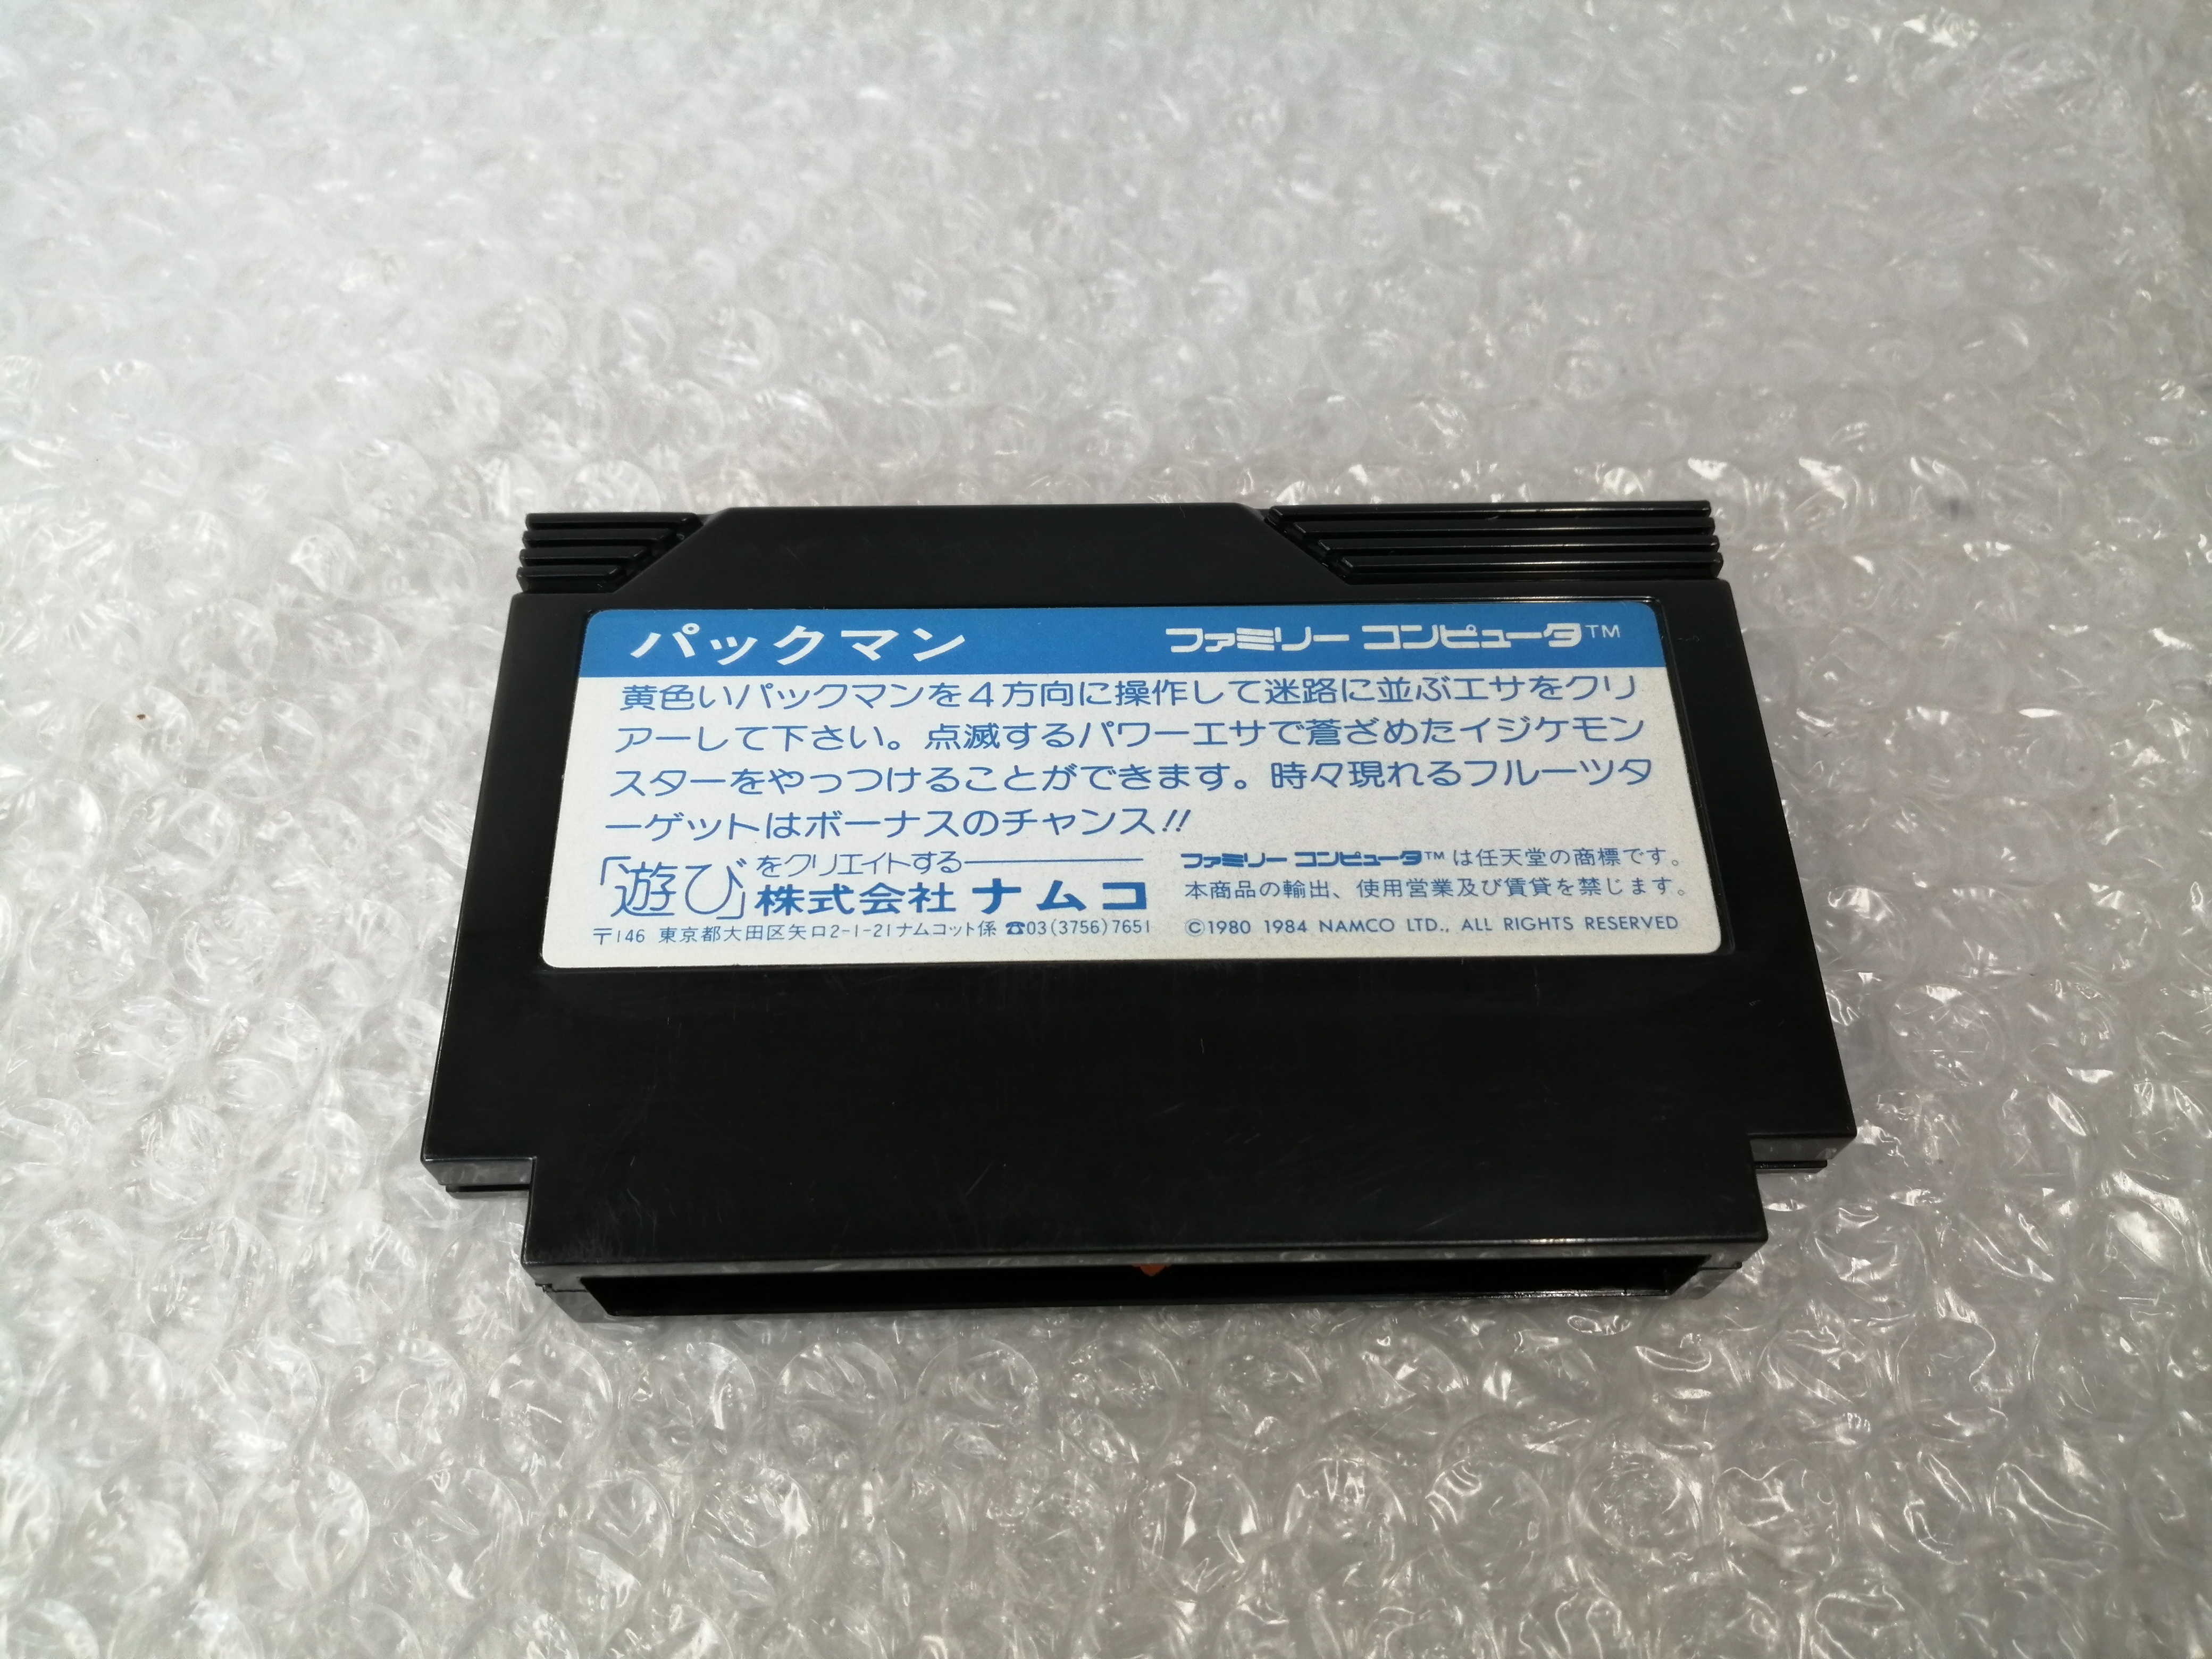 パックマン ファミリー コンピュータTM
黄色いパックマンを4方向に操作して迷路に並ぶエサをクリ
アーして下さい。点滅するパワーエサで蒼ざめたイジケモン
スターをやっつけることができます。時々現れるフルーツタ
ーゲットはボーナスのチャンス!!
「遊び」をクリエイトする
株式会社 ナムコ
〒146 東京都大田区矢口2-1-21ナムコット係 ☎03(3756)7651
ファミリー コンピュータTMは任天堂の商標です。
本商品の輸出、使用営業及び賃貸を禁じます。
©1980 1984 NAMCO LTD., ALL RIGHTS RESERVED